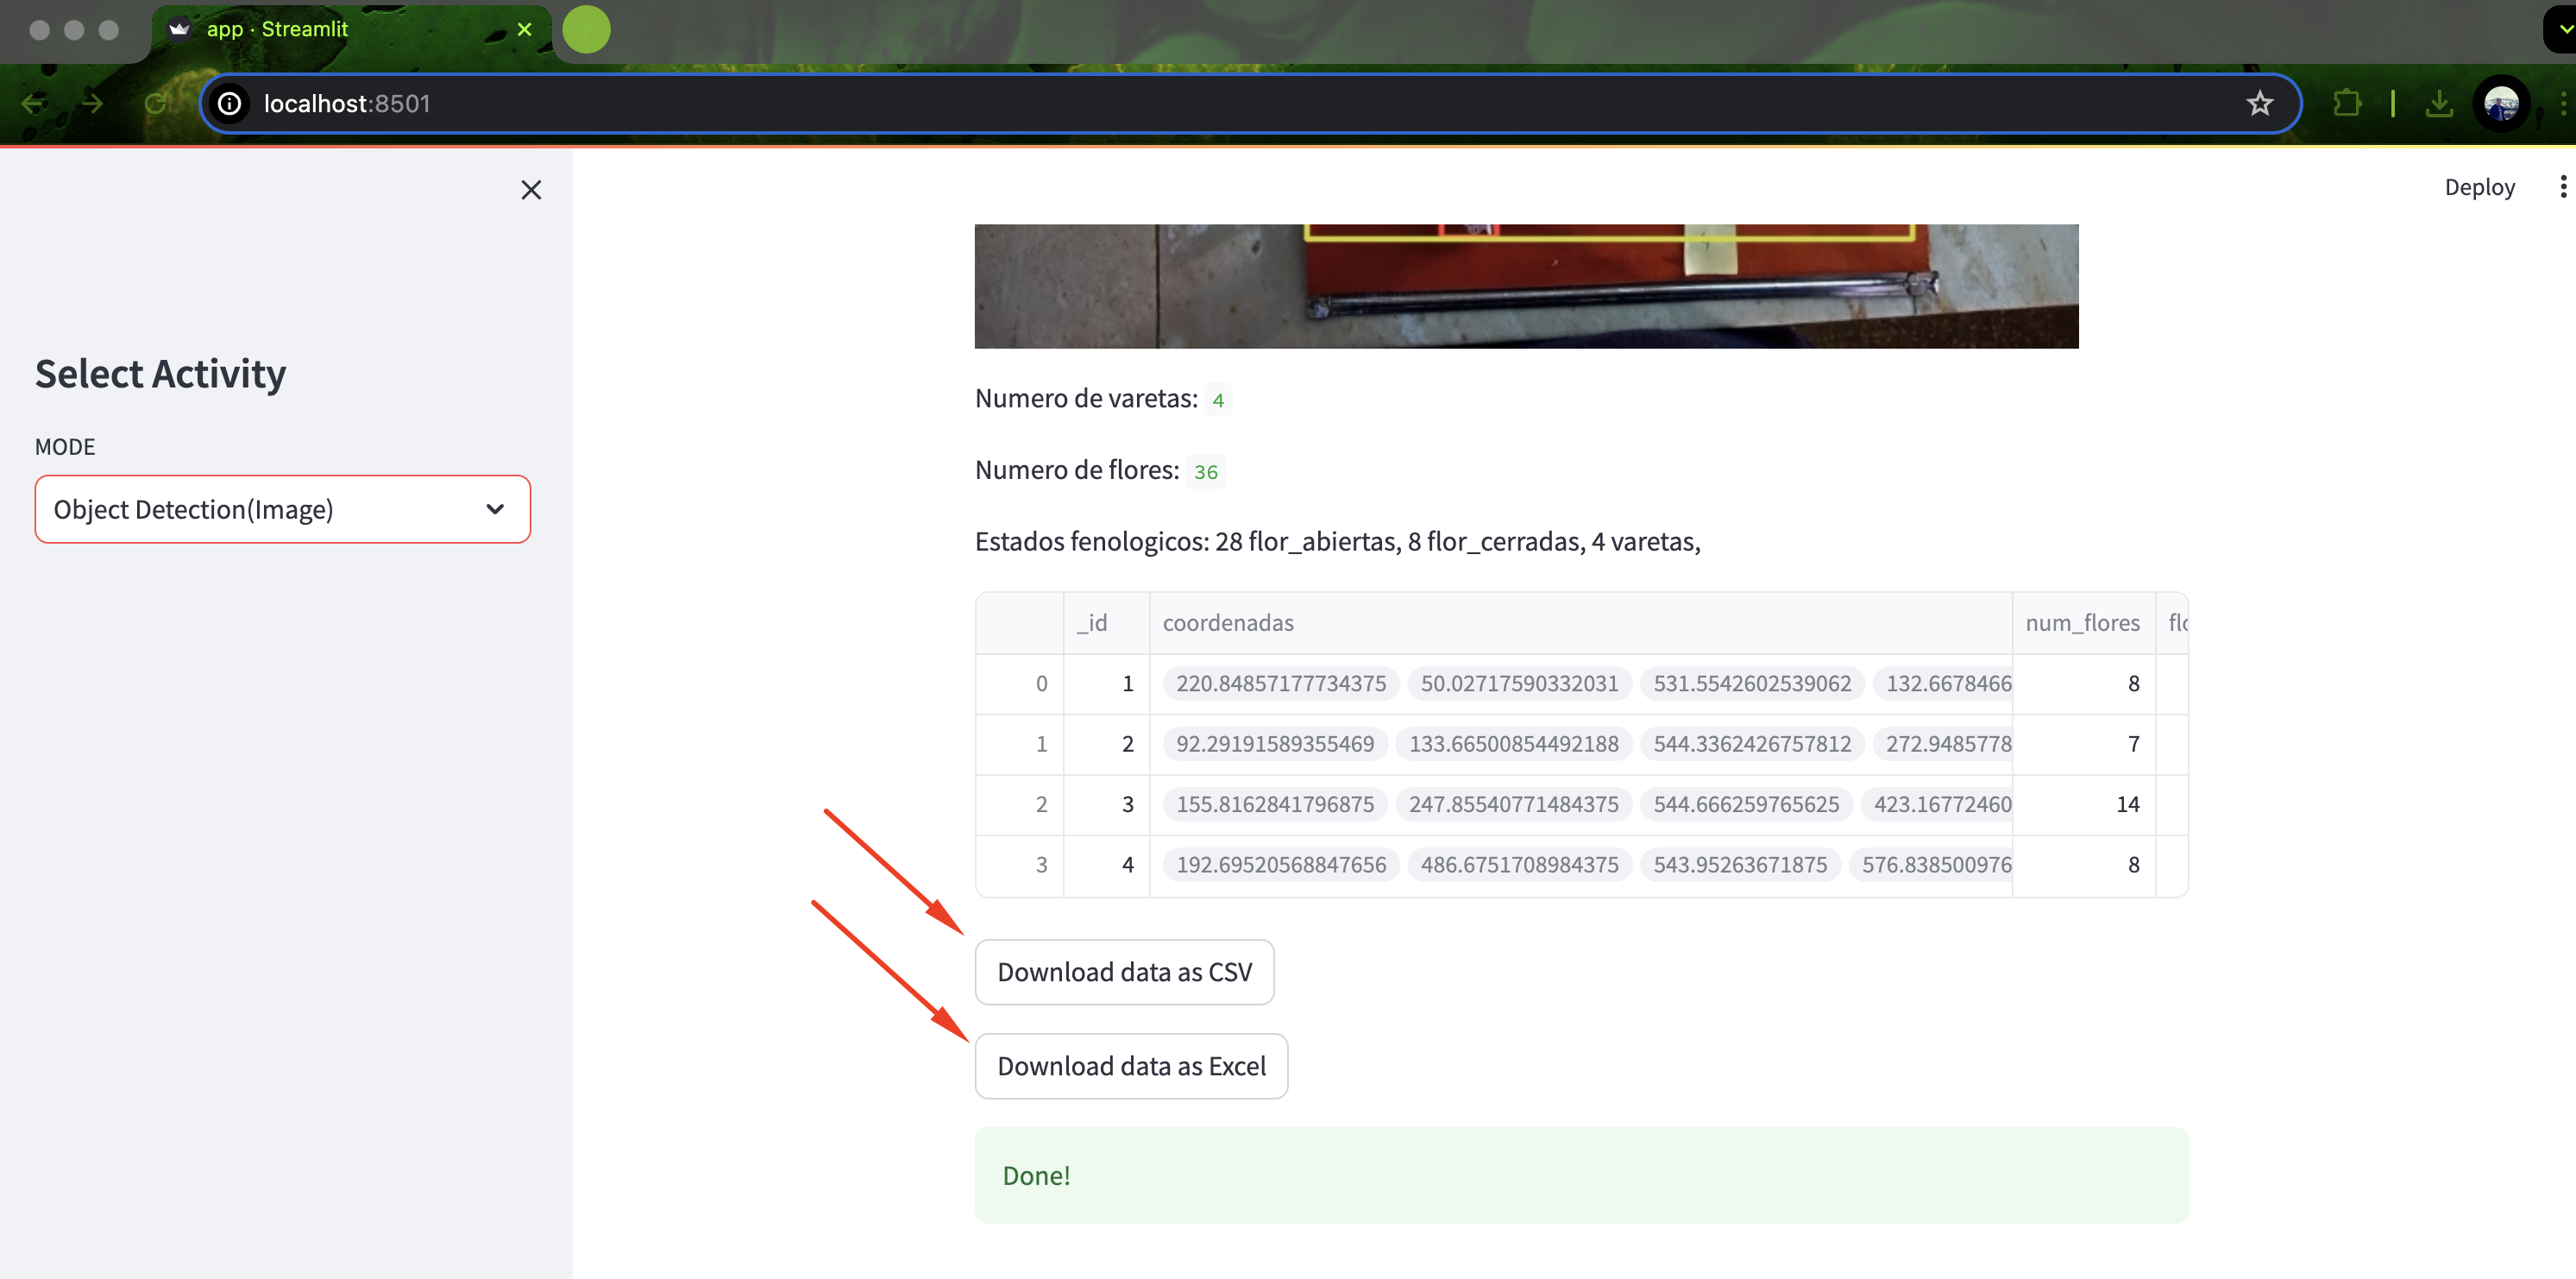 app · Streamlit
localhost:8501
Deploy
Select Activity
MODE
Object Detection(Image)
Numero de varetas: 4
Numero de flores: 36
Estados fenologicos: 28 flor_abiertas, 8 flor_cerradas, 4 varetas,
_id coordenadas num_flores flo
0 1 220.84857177734375 50.02717590332031 531.5542602539062 132.6678466 8
1 2 92.29191589355469 133.66500854492188 544.3362426757812 272.9485778 7
2 3 155.8162841796875 247.85540771484375 544.666259765625 423.16772460 14
3 4 192.69520568847656 486.6751708984375 543.95263671875 576.838500976 8
Download data as CSV
Download data as Excel
Done!